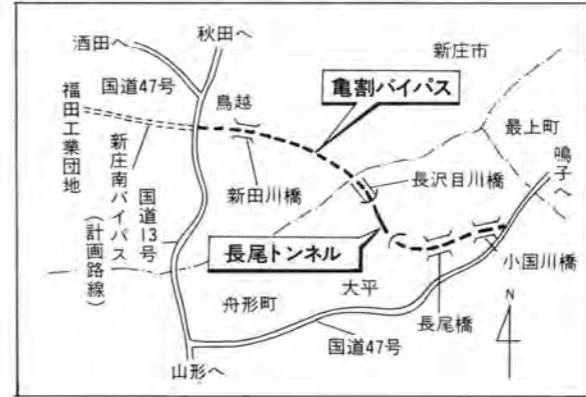 酒田へ
秋田へ
新庄市
国道47号
鳥越
亀割バイパス
最上町
鳴子へ
福田工業団地
新庄南バイパス
(計画路線)
国道13号
新田川橋
長沢目川橋
長尾トンネル
小国川橋
大平
舟形町
長尾橋
N
国道47号
山形へ